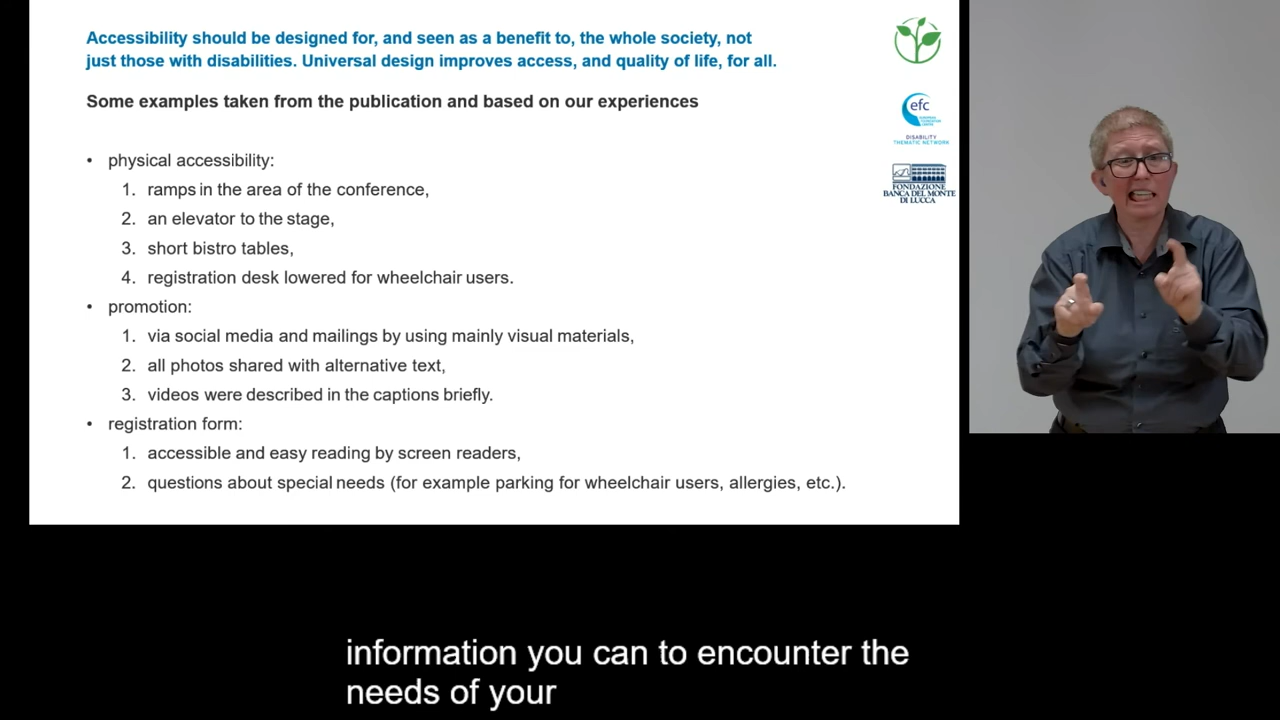 Accessibility should be designed for, and seen as a benefit to, the whole society, not
just those with disabilities. Universal design improves access, and quality of life, for all.
Some examples taken from the publication and based on our experiences
• physical accessibility:
1. ramps in the area of the conference,
2. an elevator to the stage,
3. short bistro tables,
4. registration desk lowered for wheelchair users.
• promotion:
1. via social media and mailings by using mainly visual materials,
2. all photos shared with alternative text,
3. videos were described in the captions briefly.
• registration form:
1. accessible and easy reading by screen readers,
2. questions about special needs (for example parking for wheelchair users, allergies, etc.).
efc
EUROPEAN
FOUNDATION
CENTRE
DISABILITY
THEMATIC NETWORK
FONDAZIONE
BANCA DEL MONTE
DI LUCCA
information you can to encounter the
needs of your